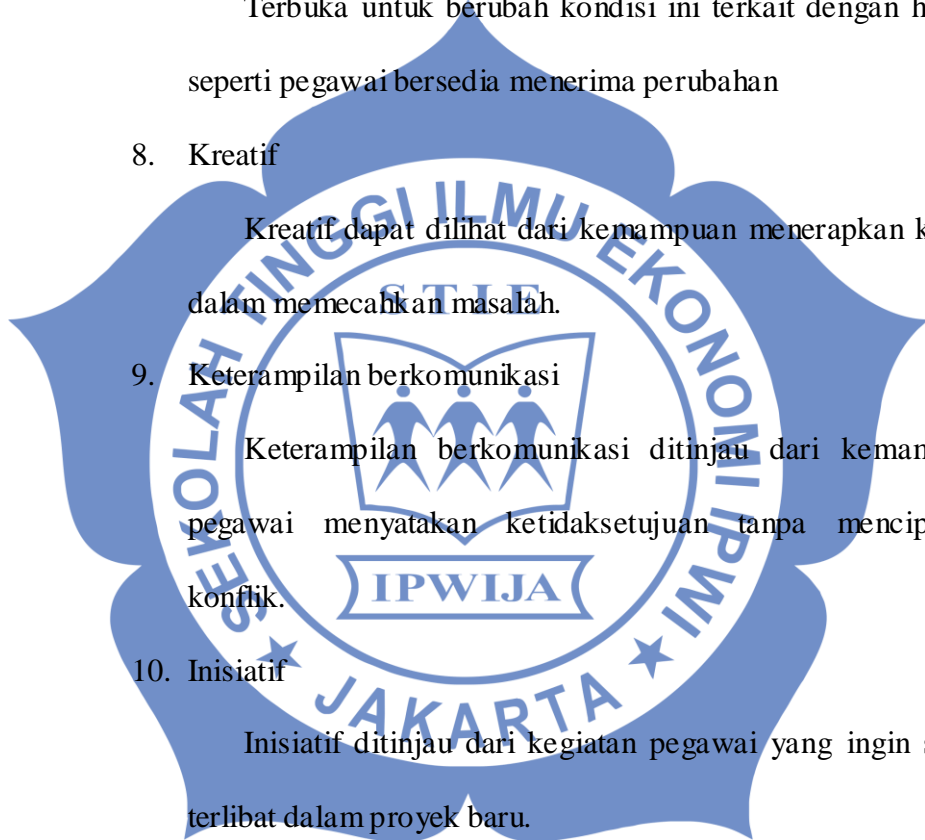 Terbuka untuk berubah kondisi ini terkait dengan
seperti pegawai bersedia menerima perubahan
8. Kreatif
Kreatif dapat dilihat dari kemampuan menerapkan
dalam memecahkan masalah.
9. Keterampilan berkomunikasi
Keterampilan berkomunikasi ditinjau dari
pegawai menyatakan ketidaksetujuan tanpa
konflik.
10. Inisiatif
Inisiatif ditinjau dari kegiatan pegawai yang ingin
terlibat dalam proyek baru.
SEKOLAH TINGGI ILMU EKONOMI IPWI
STIE
IPWIJA
★ JAKARTA ★